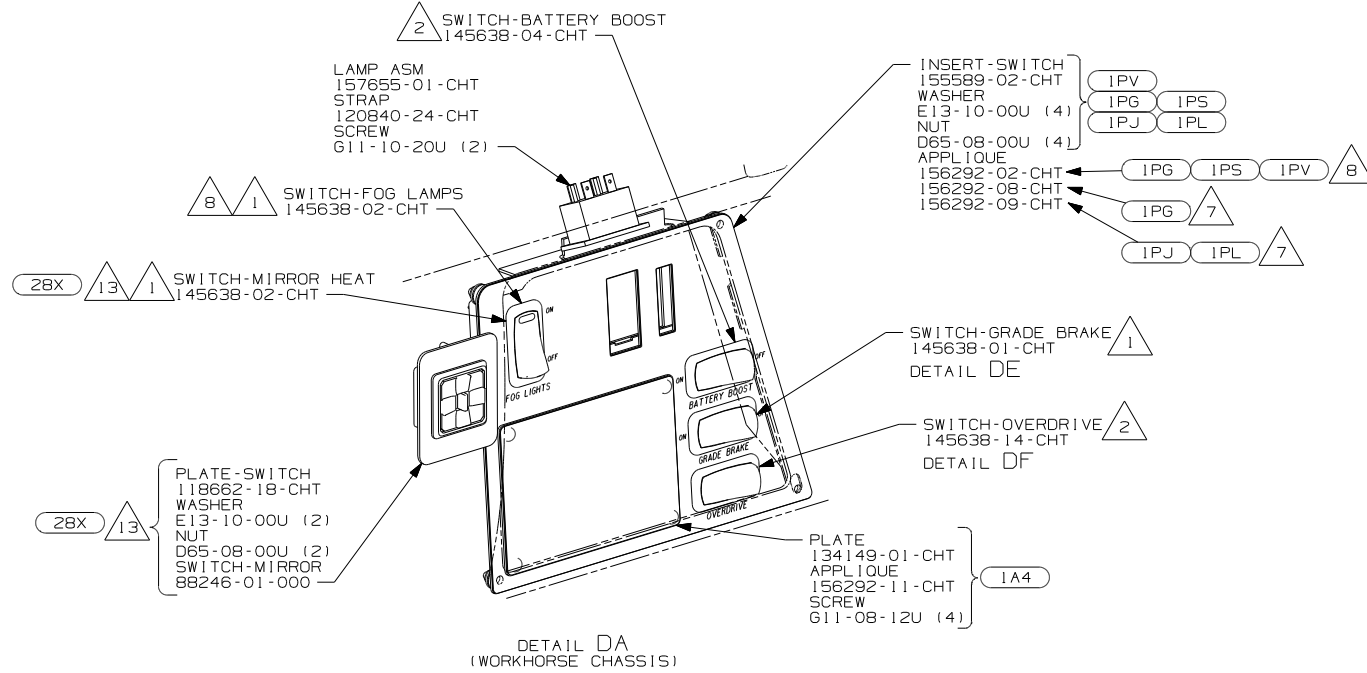 2 SWITCH-BATTERY BOOST
145638-04-CHT
LAMP ASM
157655-01-CHT
STRAP
120840-24-CHT
SCREW
G11-10-20U (2)
8 1 SWITCH-FOG LAMPS
145638-02-CHT
28X 13 1 SWITCH-MIRROR HEAT
145638-02-CHT
INSERT-SWITCH
155589-02-CHT
WASHER
E13-10-00U (4)
NUT
D65-08-00U (4)
1PV
1PG 1PS
1PJ 1PL
APPLIQUE
156292-02-CHT
156292-08-CHT
156292-09-CHT
1PG 1PS 1PV 8
1PG 7
1PJ 1PL 7
ON
OFF
FOG LIGHTS
ON
OFF
BATTERY BOOST
ON
GRADE BRAKE
OVERDRIVE
SWITCH-GRADE BRAKE 1
145638-01-CHT
DETAIL DE
SWITCH-OVERDRIVE 2
145638-14-CHT
DETAIL DF
28X 13
PLATE-SWITCH
118662-18-CHT
WASHER
E13-10-00U (2)
NUT
D65-08-00U (2)
SWITCH-MIRROR
88246-01-000
PLATE
134149-01-CHT
APPLIQUE
156292-11-CHT
SCREW
G11-08-12U (4)
1A4
DETAIL DA
(WORKHORSE CHASSIS)